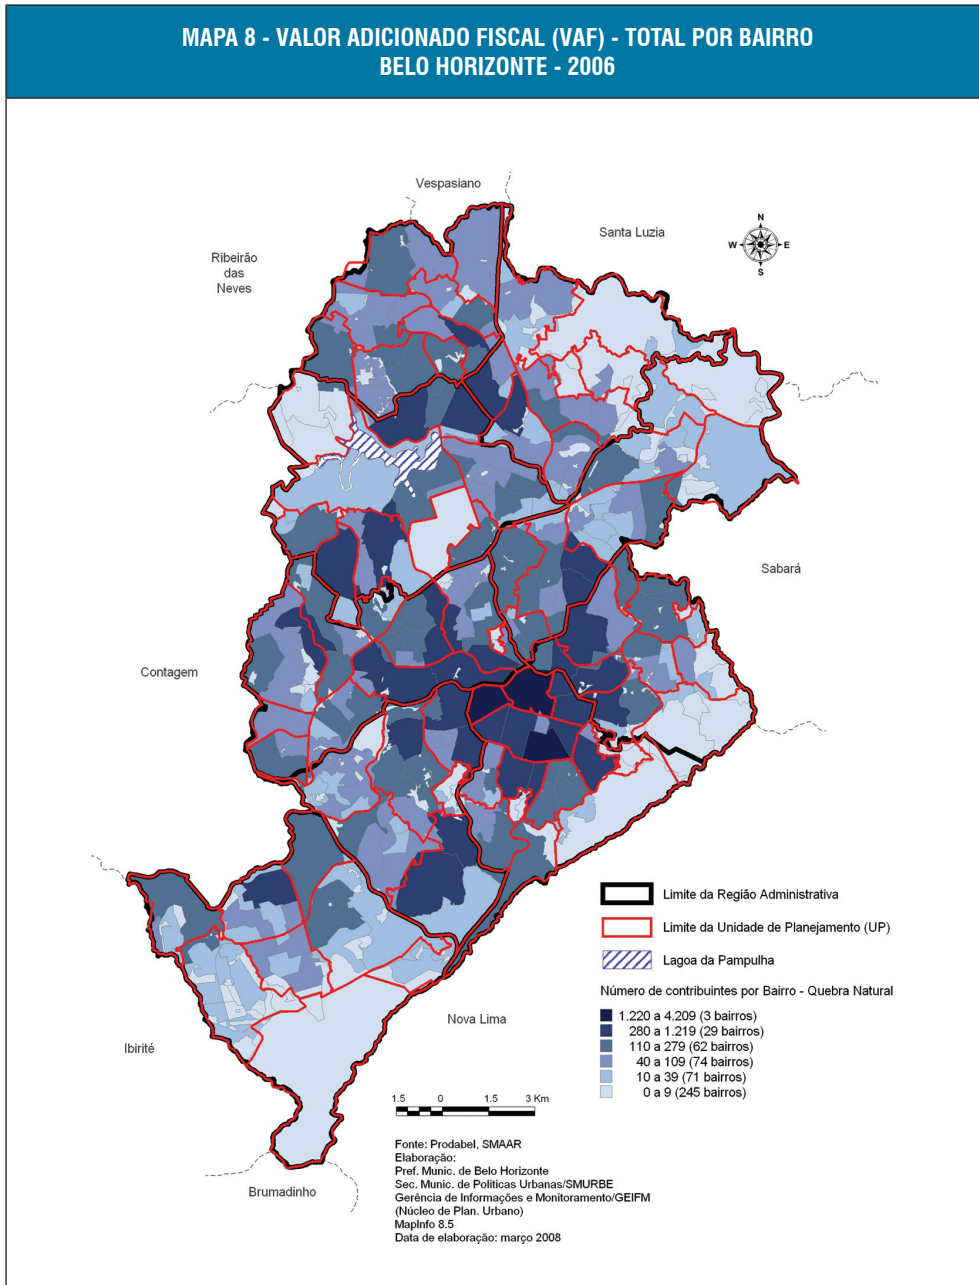 MAPA 8 - VALOR ADICIONADO FISCAL (VAF) - TOTAL POR BAIRRO
BELO HORIZONTE - 2006
Vespasiano
Santa Luzia
N
W E
S
Ribeirão
das
Neves
Sabará
Contagem
Limite da Região Administrativa
Limite da Unidade de Planejamento (UP)
Lagoa da Pampulha
Número de contribuintes por Bairro - Quebra Natural
1.220 a 4.209 (3 bairros)
280 a 1.219 (29 bairros)
110 a 279 (62 bairros)
40 a 109 (74 bairros)
10 a 39 (71 bairros)
0 a 9 (245 bairros)
Nova Lima
Ibirité
1.5 0 1.5 3 Km
Fonte: Prodabel, SMAAR
Elaboração:
Pref. Munic. de Belo Horizonte
Sec. Munic. de Politicas Urbanas/SMURBE
Gerência de Informações e Monitoramento/GEIFM
(Núcleo de Plan. Urbano)
MapInfo 8.5
Data de elaboração: março 2008
Brumadinho